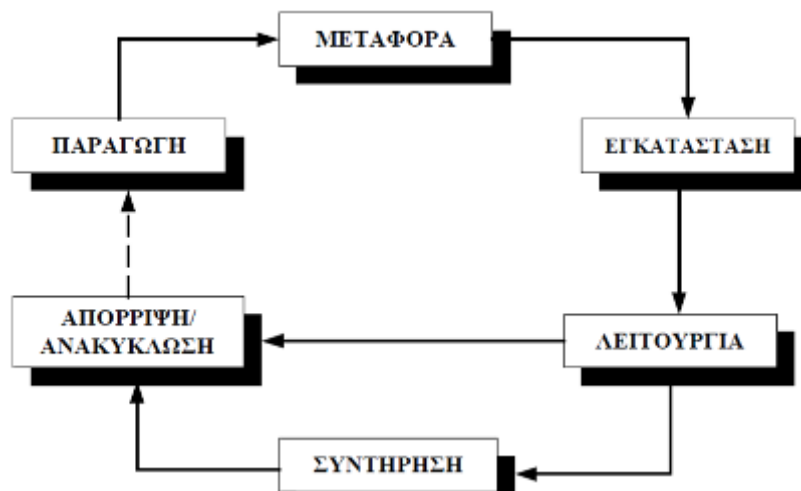 ΜΕΤΑΦΟΡΑ
ΠΑΡΑΓΩΓΗ
ΕΓΚΑΤΑΣΤΑΣΗ
ΑΠΟΡΡΙΨΗ/
ΑΝΑΚΥΚΛΩΣΗ
ΛΕΙΤΟΥΡΓΙΑ
ΣΥΝΤΗΡΗΣΗ